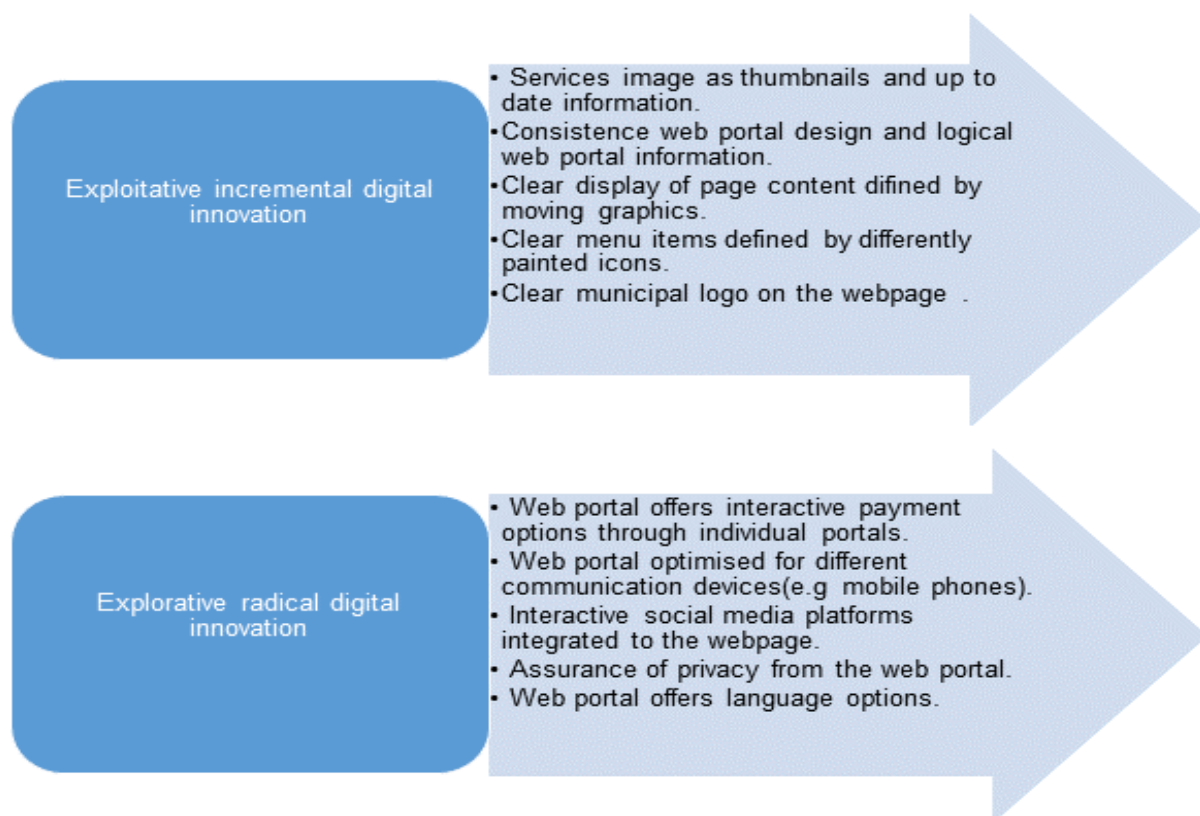 Exploitative incremental digital
innovation
• Services image as thumbnails and up to
date information.
•Consistence web portal design and logical
web portal information.
•Clear display of page content difined by
moving graphics.
•Clear menu items defined by differently
painted icons.
•Clear municipal logo on the webpage .
Explorative radical digital
innovation
• Web portal offers interactive payment
options through individual portals.
• Web portal optimised for different
communication devices(e.g mobile phones).
• Interactive social media platforms
integrated to the webpage.
• Assurance of privacy from the web portal.
• Web portal offers language options.